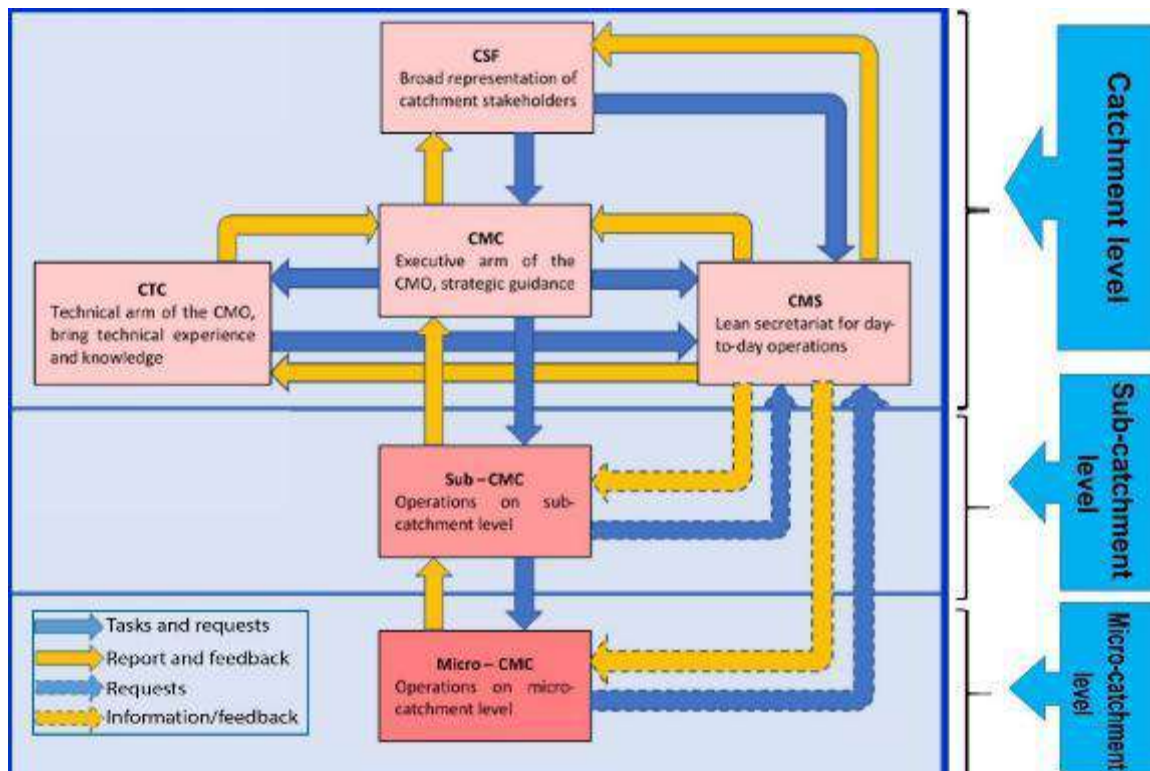 CSF
Broad representation of
catchment stakeholders
CMC
Executive arm of the
CMO, strategic guidance
CTC
Technical arm of the CMO,
bring technical experience
and knowledge
CMS
Lean secretariat for day-
to-day operations
Sub – CMC
Operations on sub-
catchment level
Micro – CMC
Operations on micro-
catchment level
Tasks and requests
Report and feedback
Requests
Information/feedback
Catchment level
Sub-catchment
level
Micro-catchment
level